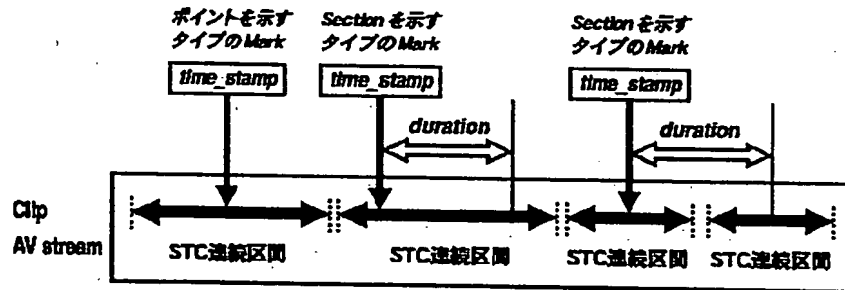 ポイントを示す
タイプのMark
time_stamp
Sectionを示す
タイプのMark
time_stamp
Sectionを示す
タイプのMark
time_stamp
duration
duration
Clip
AV stream
STC連続区間
STC連続区間
STC連続区間
STC連続区間